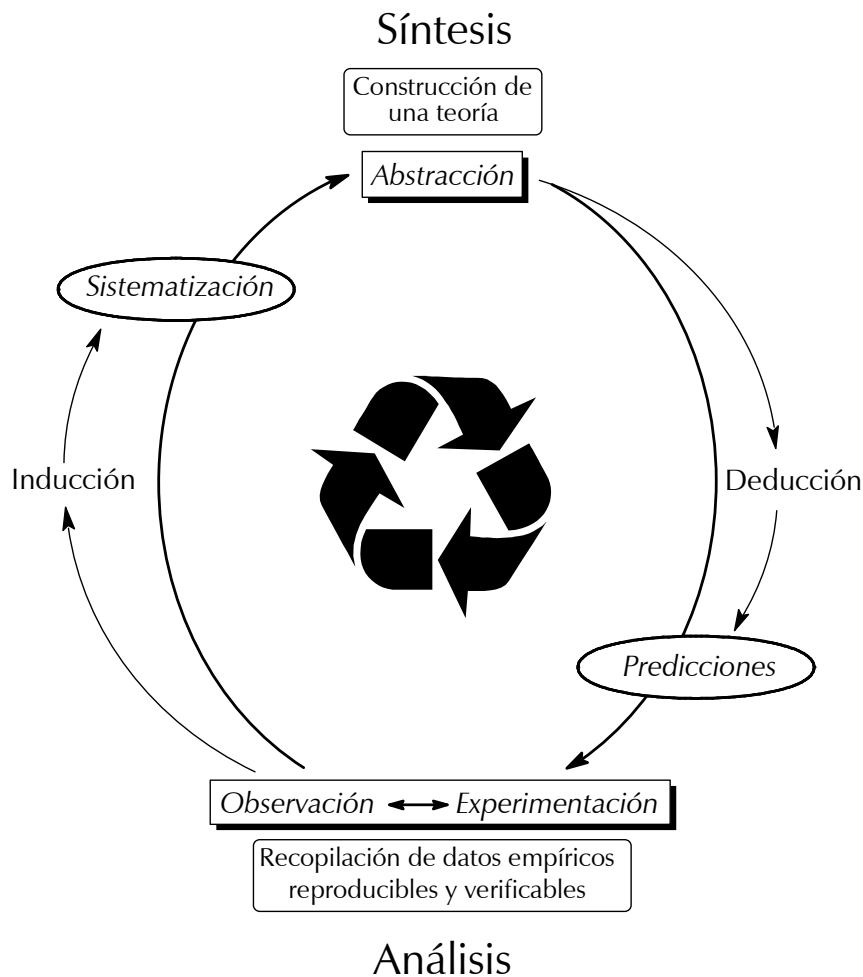 Síntesis
Construcción de
una teoría
Abstracción
Sistematización
Inducción
Deducción
Predicciones
Observación Experimentación
Recopilación de datos empíricos
reproducibles y verificables
Análisis